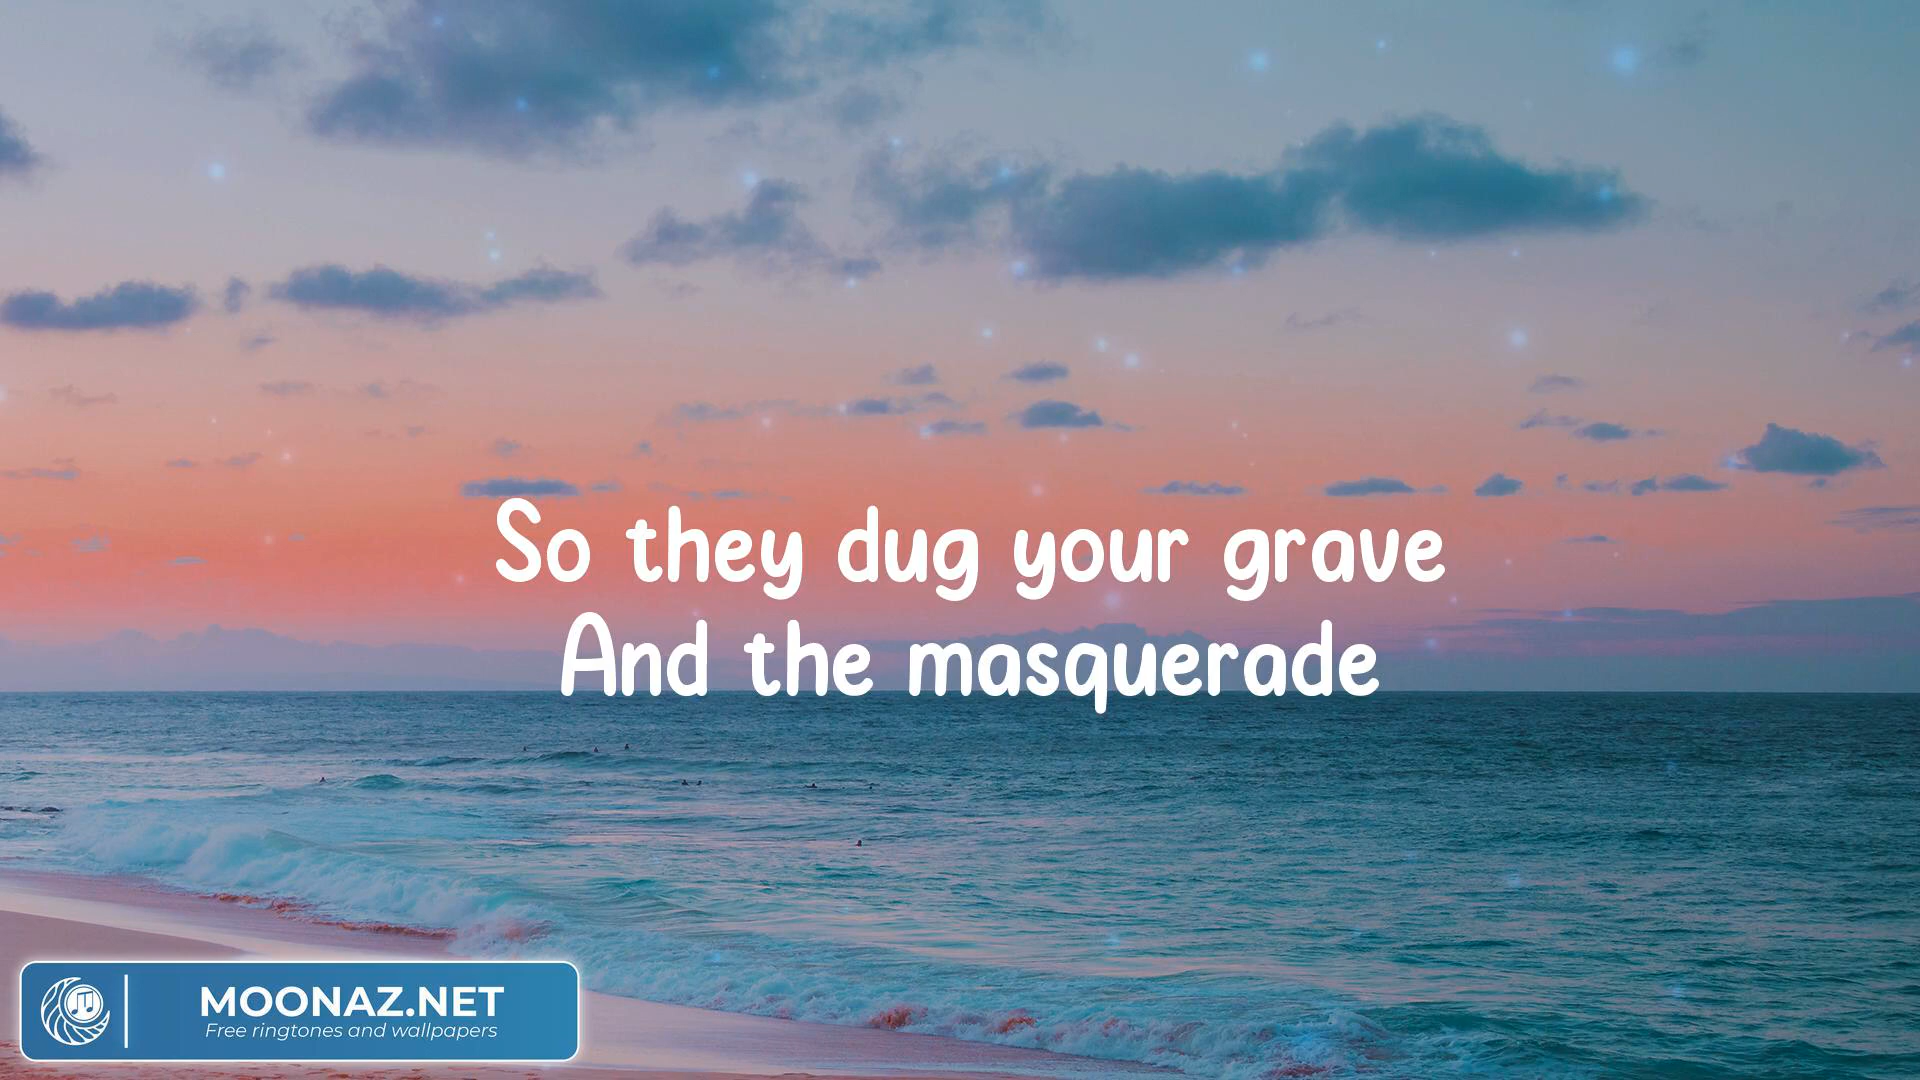 So they dug your grave
And the masquerade
MOONAZ.NET
Free ringtones and wallpapers